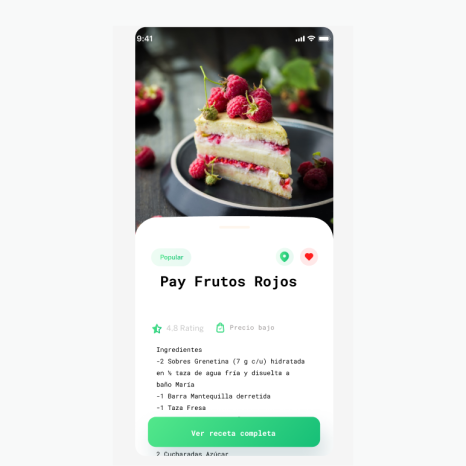 9:41
Popular
Pay Frutos Rojos
4.8 Rating
Precio bajo
Ingredientes
-2 Sobres Grenetina (7 g c/u) hidratada
en ½ taza de agua fría y disuelta a
baño María
-1 Barra Mantequilla derretida
-1 Taza Fresa
Ver receta completa
2 Cucharadas Azúcar